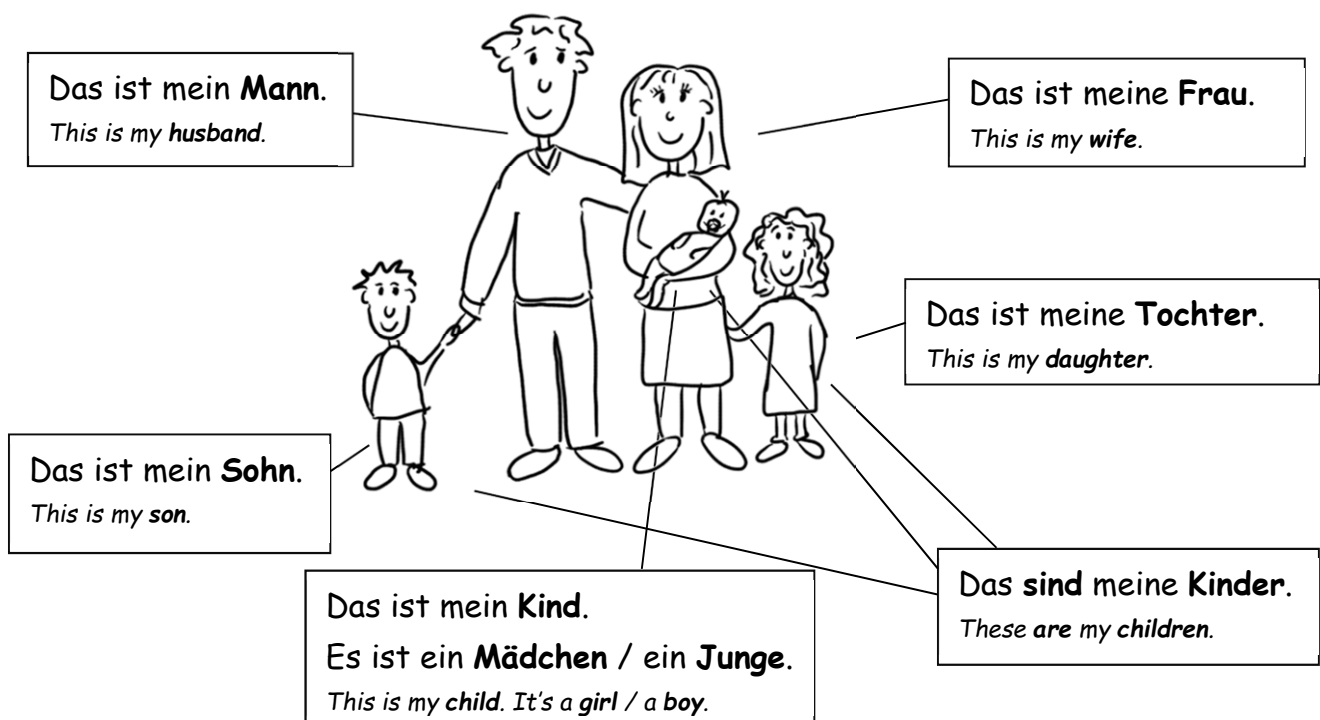 Das ist mein Mann.
This is my husband.
Das ist meine Frau.
This is my wife.
Das ist meine Tochter.
This is my daughter.
Das ist mein Sohn.
This is my son.
Das ist mein Kind.
Es ist ein Mädchen / ein Junge.
This is my child. It's a girl / a boy.
Das sind meine Kinder.
These are my children.